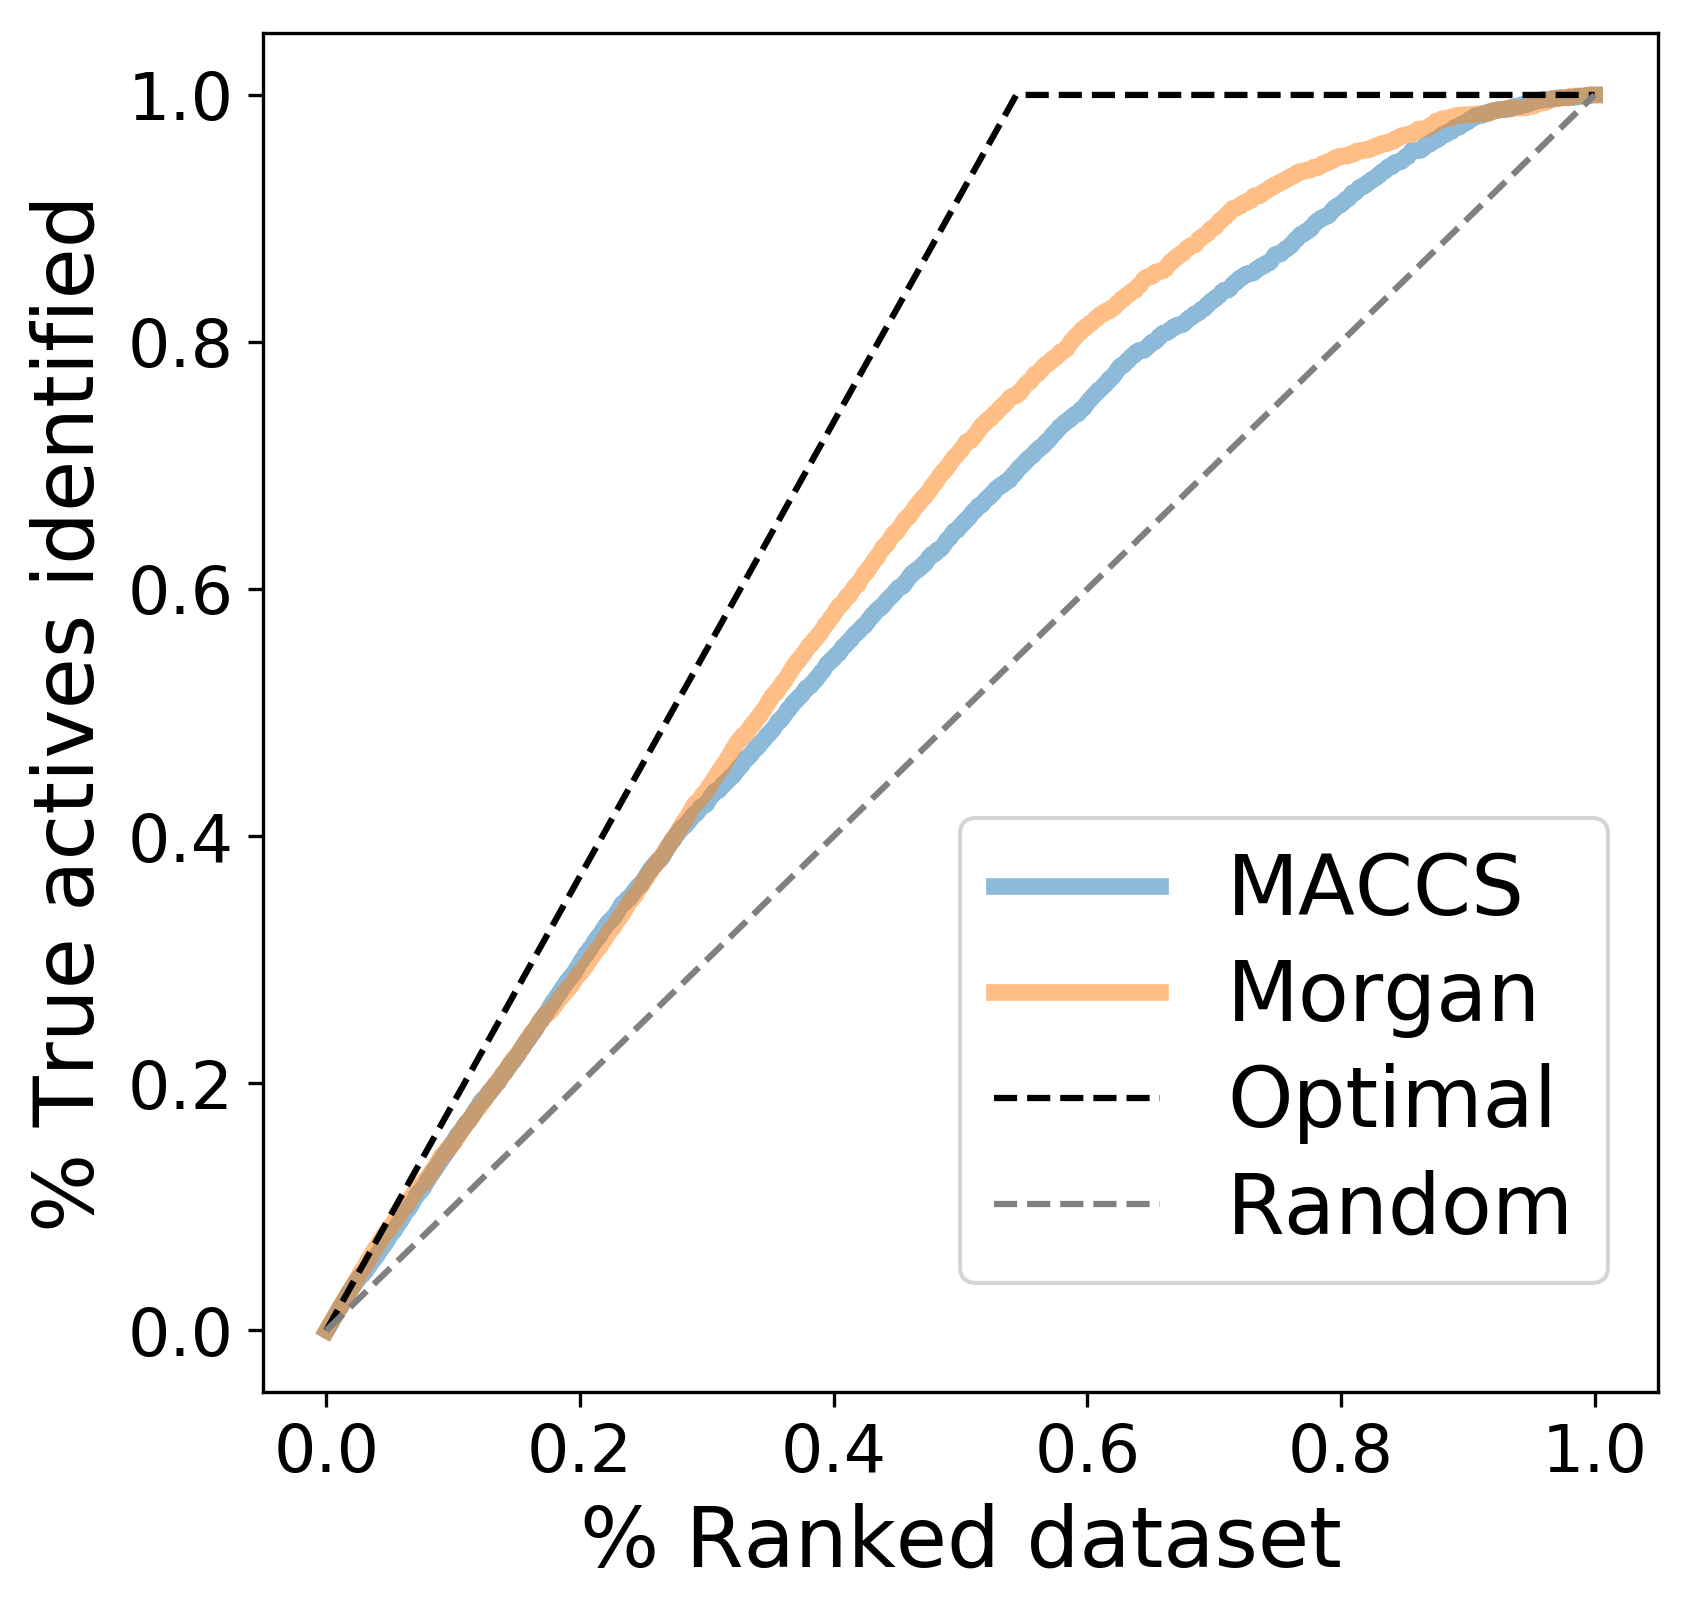 % True actives identified
1.0
0.8
0.6
0.4
0.2
0.0
MACCS
Morgan
Optimal
Random
0.0 0.2 0.4 0.6 0.8 1.0
% Ranked dataset